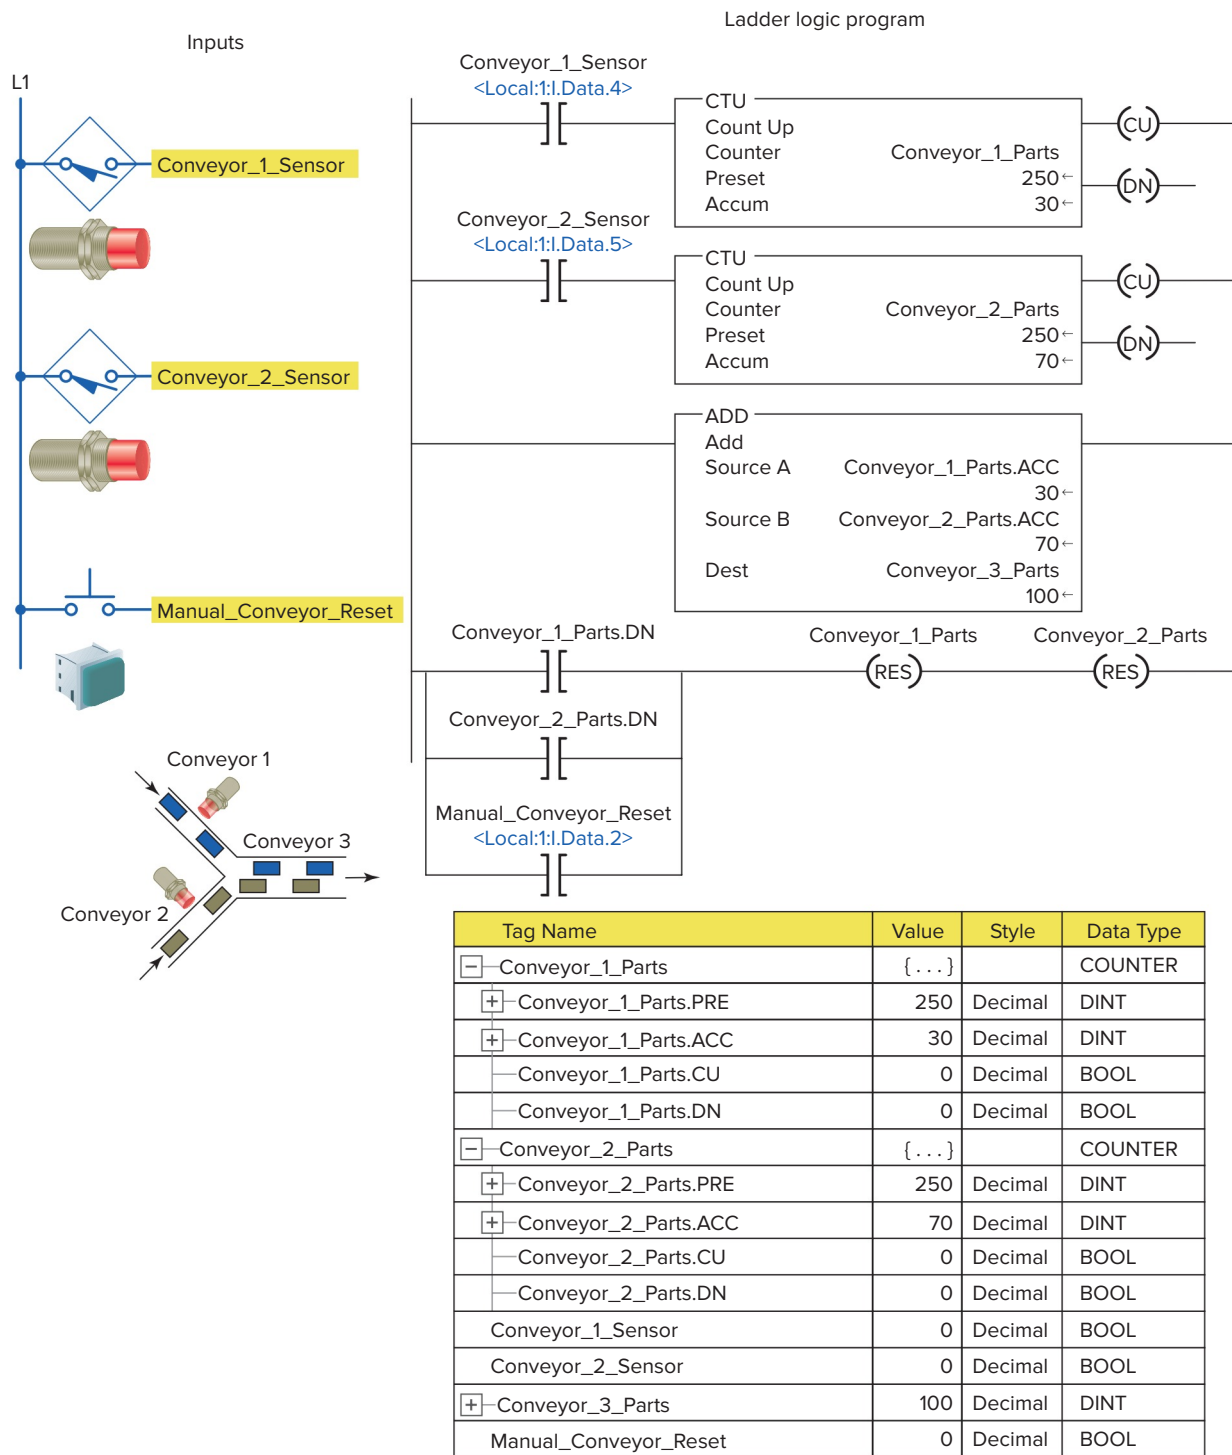 Ladder logic program
Inputs
L1
Conveyor_1_Sensor
Conveyor_2_Sensor
Manual_Conveyor_Reset
Conveyor_1_Sensor
<Local:1:I.Data.4>
CTU
Count Up
Counter Conveyor_1_Parts
Preset 250←
Accum 30←
CU
DN
Conveyor_2_Sensor
<Local:1:I.Data.5>
CTU
Count Up
Counter Conveyor_2_Parts
Preset 250←
Accum 70←
CU
DN
ADD
Add
Source A Conveyor_1_Parts.ACC
30←
Source B Conveyor_2_Parts.ACC
70←
Dest Conveyor_3_Parts
100←
Conveyor_1_Parts.DN
Conveyor_1_Parts
RES
Conveyor_2_Parts
RES
Conveyor_2_Parts.DN
Manual_Conveyor_Reset
<Local:1:I.Data.2>
Conveyor 1
Conveyor 3
Conveyor 2
Tag Name Value Style Data Type
Conveyor_1_Parts {...} COUNTER
Conveyor_1_Parts.PRE 250 Decimal DINT
Conveyor_1_Parts.ACC 30 Decimal DINT
Conveyor_1_Parts.CU 0 Decimal BOOL
Conveyor_1_Parts.DN 0 Decimal BOOL
Conveyor_2_Parts {...} COUNTER
Conveyor_2_Parts.PRE 250 Decimal DINT
Conveyor_2_Parts.ACC 70 Decimal DINT
Conveyor_2_Parts.CU 0 Decimal BOOL
Conveyor_2_Parts.DN 0 Decimal BOOL
Conveyor_1_Sensor 0 Decimal BOOL
Conveyor_2_Sensor 0 Decimal BOOL
Conveyor_3_Parts 100 Decimal DINT
Manual_Conveyor_Reset 0 Decimal BOOL